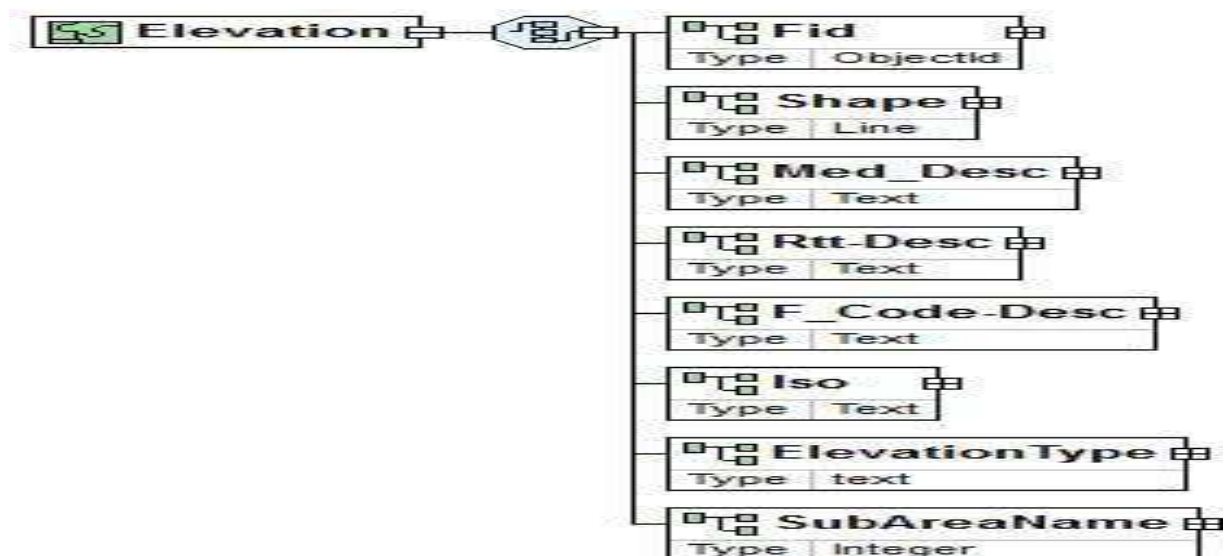 Elevation
Fid
Type ObjectId
Shape
Type Line
Med_Desc
Type Text
Rtt-Desc
Type Text
F_Code-Desc
Type Text
Iso
Type Text
ElevationType
Type text
SubAreaName
Type Integer